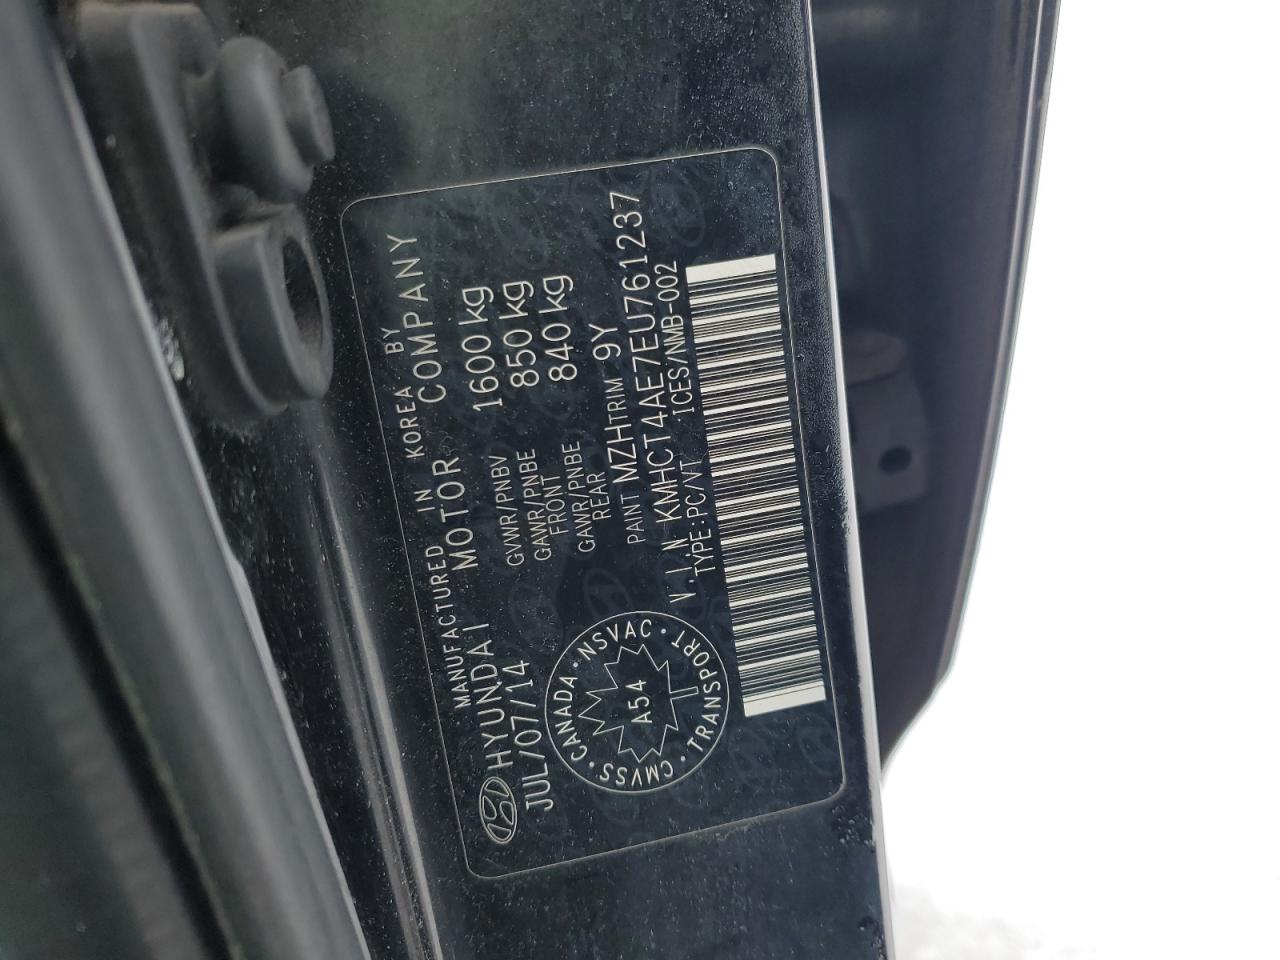 MANUFACTURED IN KOREA BY
HYUNDAI MOTOR COMPANY
JUL/07/14
GVWR/PNBV 1600 kg
GAWR/PNBE FRONT 850 kg
GAWR/PNBE REAR 840 kg
PAINT MZH TRIM 9Y
V.I.N KMHCT4AE7EU761237
TYPE:PC/VT ICES/NMB-002
CANADA · NSVAC · TRANSPORT · CMVSS ·
A54